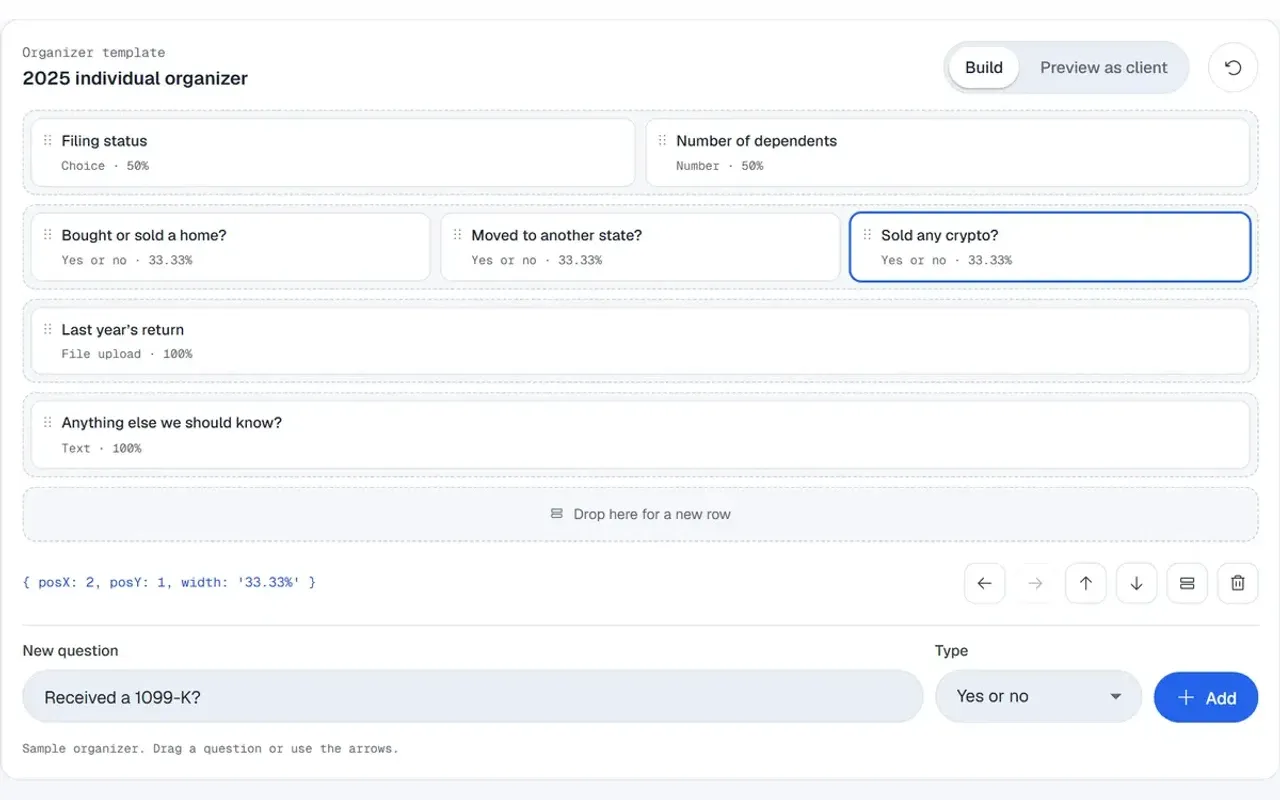 Organizer template
2025 individual organizer
Build
Preview as client
Filing status
Choice · 50%
Number of dependents
Number · 50%
Bought or sold a home?
Yes or no · 33.33%
Moved to another state?
Yes or no · 33.33%
Sold any crypto?
Yes or no · 33.33%
Last year’s return
File upload · 100%
Anything else we should know?
Text · 100%
Drop here for a new row
{ posX: 2, posY: 1, width: '33.33%' }
New question
Type
Received a 1099-K?
Yes or no
Add
Sample organizer. Drag a question or use the arrows.